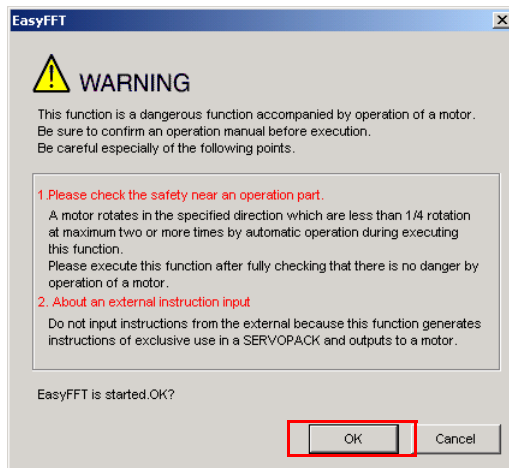 EasyFFT
WARNING
This function is a dangerous function accompanied by operation of a motor.
Be sure to confirm an operation manual before execution.
Be careful especially of the following points.
1.Please check the safety near an operation part.
A motor rotates in the specified direction which are less than 1/4 rotation
at maximum two or more times by automatic operation during executing
this function.
Please execute this function after fully checking that there is no danger by
operation of a motor.
2. About an external instruction input
Do not input instructions from the external because this function generates
instructions of exclusive use in a SERVOPACK and outputs to a motor.
EasyFFT is started.OK?
OK
Cancel